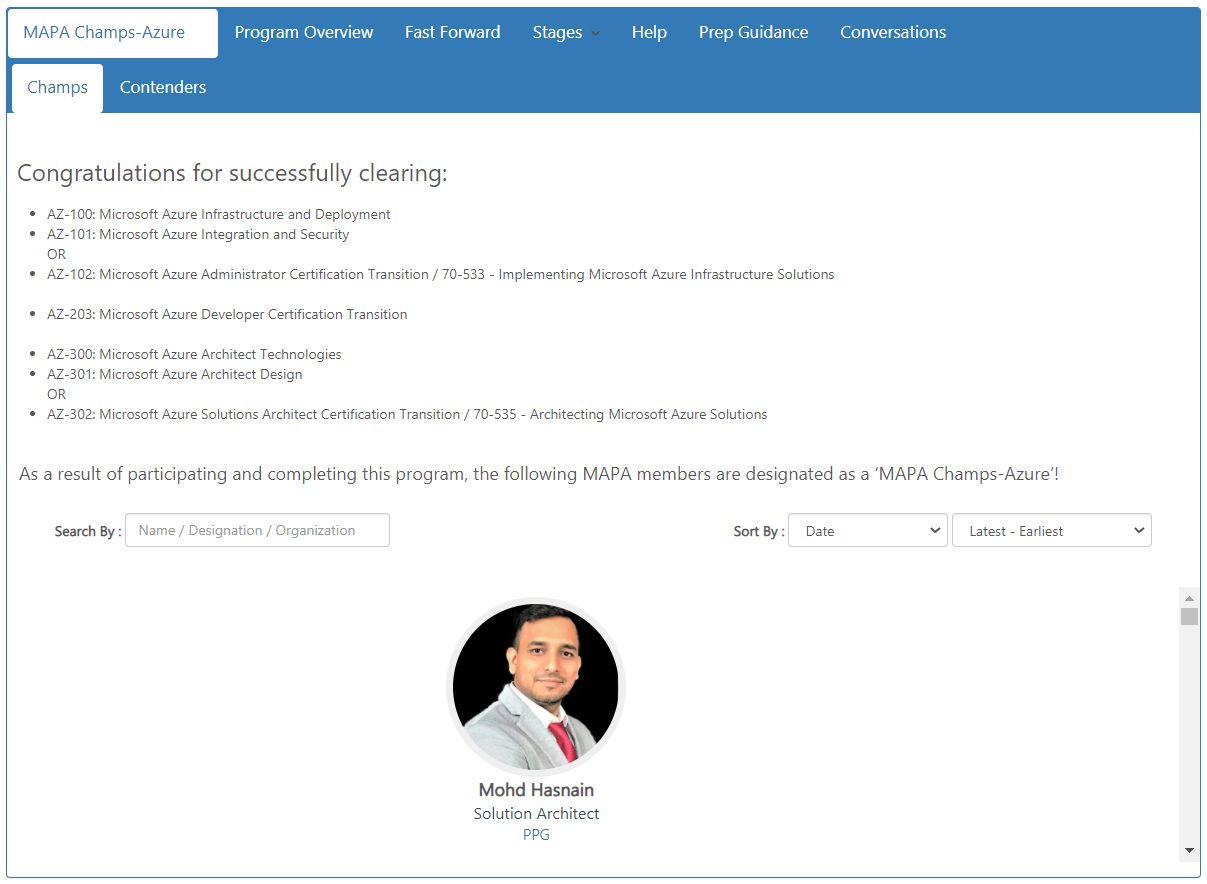 MAPA Champs-Azure Program Overview Fast Forward Stages Help Prep Guidance Conversations
Champs Contenders
Congratulations for successfully clearing:
AZ-100: Microsoft Azure Infrastructure and Deployment
AZ-101: Microsoft Azure Integration and Security
OR
AZ-102: Microsoft Azure Administrator Certification Transition / 70-533 - Implementing Microsoft Azure Infrastructure Solutions
AZ-203: Microsoft Azure Developer Certification Transition
AZ-300: Microsoft Azure Architect Technologies
AZ-301: Microsoft Azure Architect Design
OR
AZ-302: Microsoft Azure Solutions Architect Certification Transition / 70-535 - Architecting Microsoft Azure Solutions
As a result of participating and completing this program, the following MAPA members are designated as a ‘MAPA Champs-Azure’!
Search By : Name / Designation / Organization Sort By : Date Latest - Earliest
Mohd Hasnain
Solution Architect
PPG